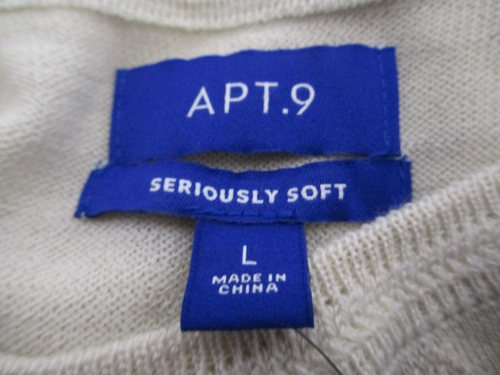 APT.9
SERIOUSLY SOFT
L
MADE IN
CHINA